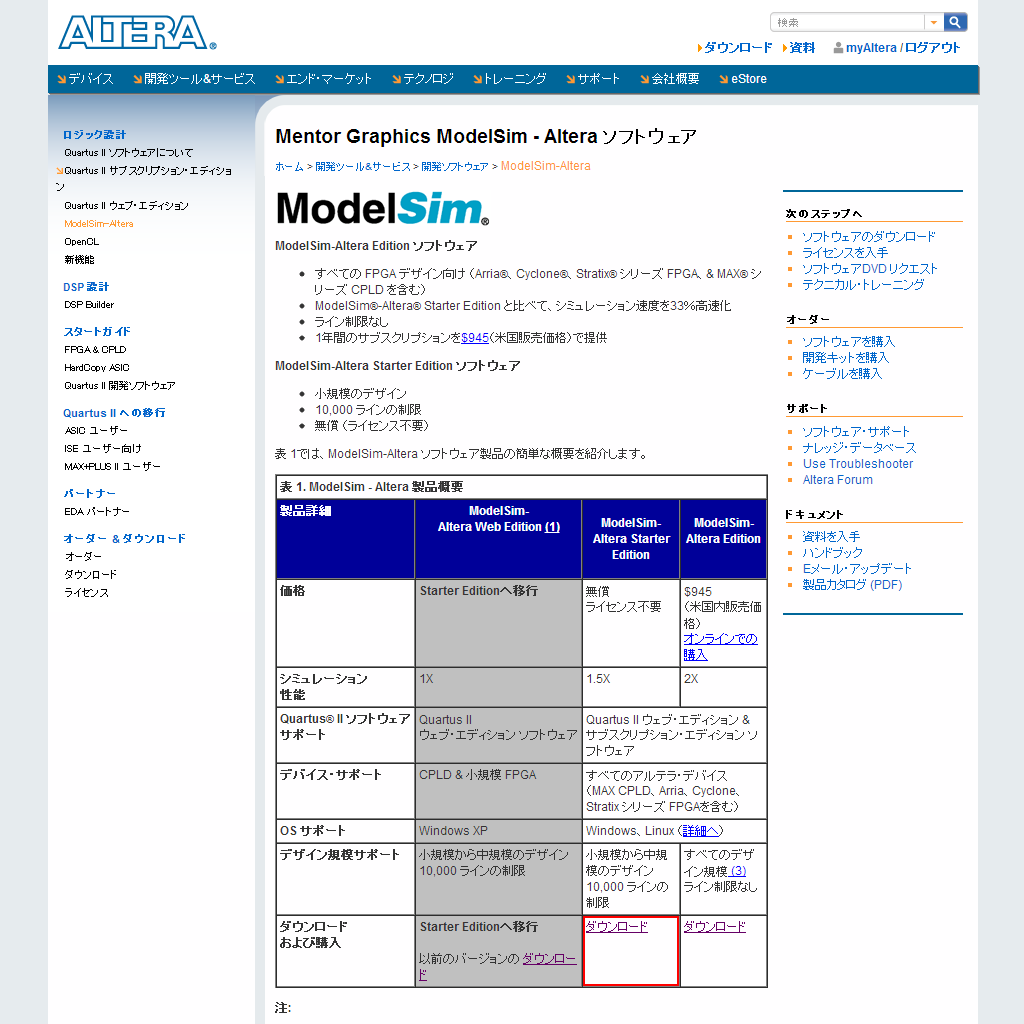 ALTERA®
検索
ダウンロード 資料 myAltera / ログアウト
デバイス 開発ツール&サービス エンド・マーケット テクノロジ トレーニング サポート 会社概要 eStore
ロジック設計
Quartus II ソフトウェアについて
Quartus II サブスクリプション・エディショ
ン
Quartus II ウェブ・エディション
ModelSim-Altera
OpenCL
新機能
DSP 設計
DSP Builder
スタートガイド
FPGA & CPLD
HardCopy ASIC
Quartus II 開発ソフトウェア
Quartus II への移行
ASIC ユーザー
ISE ユーザー向け
MAX+PLUS II ユーザー
パートナー
EDA パートナー
オーダー & ダウンロード
オーダー
ダウンロード
ライセンス
Mentor Graphics ModelSim - Altera ソフトウェア
ホーム > 開発ツール&サービス > 開発ソフトウェア > ModelSim-Altera
ModelSim®
ModelSim-Altera Edition ソフトウェア
すべての FPGA デザイン向け (Arria®、Cyclone®、Stratix® シリーズ FPGA、& MAX® シ
リーズ CPLD を含む)
ModelSim®-Altera® Starter Edition と比べて、シミュレーション速度を33%高速化
ライン制限なし
1年間のサブスクリプションを$945(米国販売価格)で提供
ModelSim-Altera Starter Edition ソフトウェア
小規模のデザイン
10,000 ラインの制限
無償 (ライセンス不要)
表 1では、ModelSim-Altera ソフトウェア製品の簡単な概要を紹介します。
表 1. ModelSim - Altera 製品概要
製品詳細
ModelSim-
Altera Web Edition (1)
ModelSim-
Altera Starter
Edition
ModelSim-
Altera Edition
価格
Starter Editionへ移行
無償
ライセンス不要
$945
(米国内販売価
格)
オンラインでの
購入
シミュレーション
性能
1X
1.5X
2X
Quartus® II ソフトウェア
サポート
Quartus II
ウェブ・エディション ソフトウェア
Quartus II ウェブ・エディション &
サブスクリプション・エディション ソ
フトウェア
デバイス・サポート
CPLD & 小規模 FPGA
すべてのアルテラ・デバイス
(MAX CPLD、Arria、Cyclone、
Stratix シリーズ FPGAを含む)
OS サポート
Windows XP
Windows、Linux (詳細へ)
デザイン規模サポート
小規模から中規模のデザイン
10,000 ラインの制限
小規模から中規
模のデザイン
10,000 ラインの
制限
すべてのデザ
イン規模 (3)
ライン制限なし
ダウンロード
および購入
Starter Editionへ移行
以前のバージョンの ダウンロー
ド
ダウンロード
ダウンロード
注:
次のステップへ
ソフトウェアのダウンロード
ライセンスを入手
ソフトウェアDVDリクエスト
テクニカル・トレーニング
オーダー
ソフトウェアを購入
開発キットを購入
ケーブルを購入
サポート
ソフトウェア・サポート
ナレッジ・データベース
Use Troubleshooter
Altera Forum
ドキュメント
資料を入手
ハンドブック
Eメール・アップデート
製品カタログ (PDF)